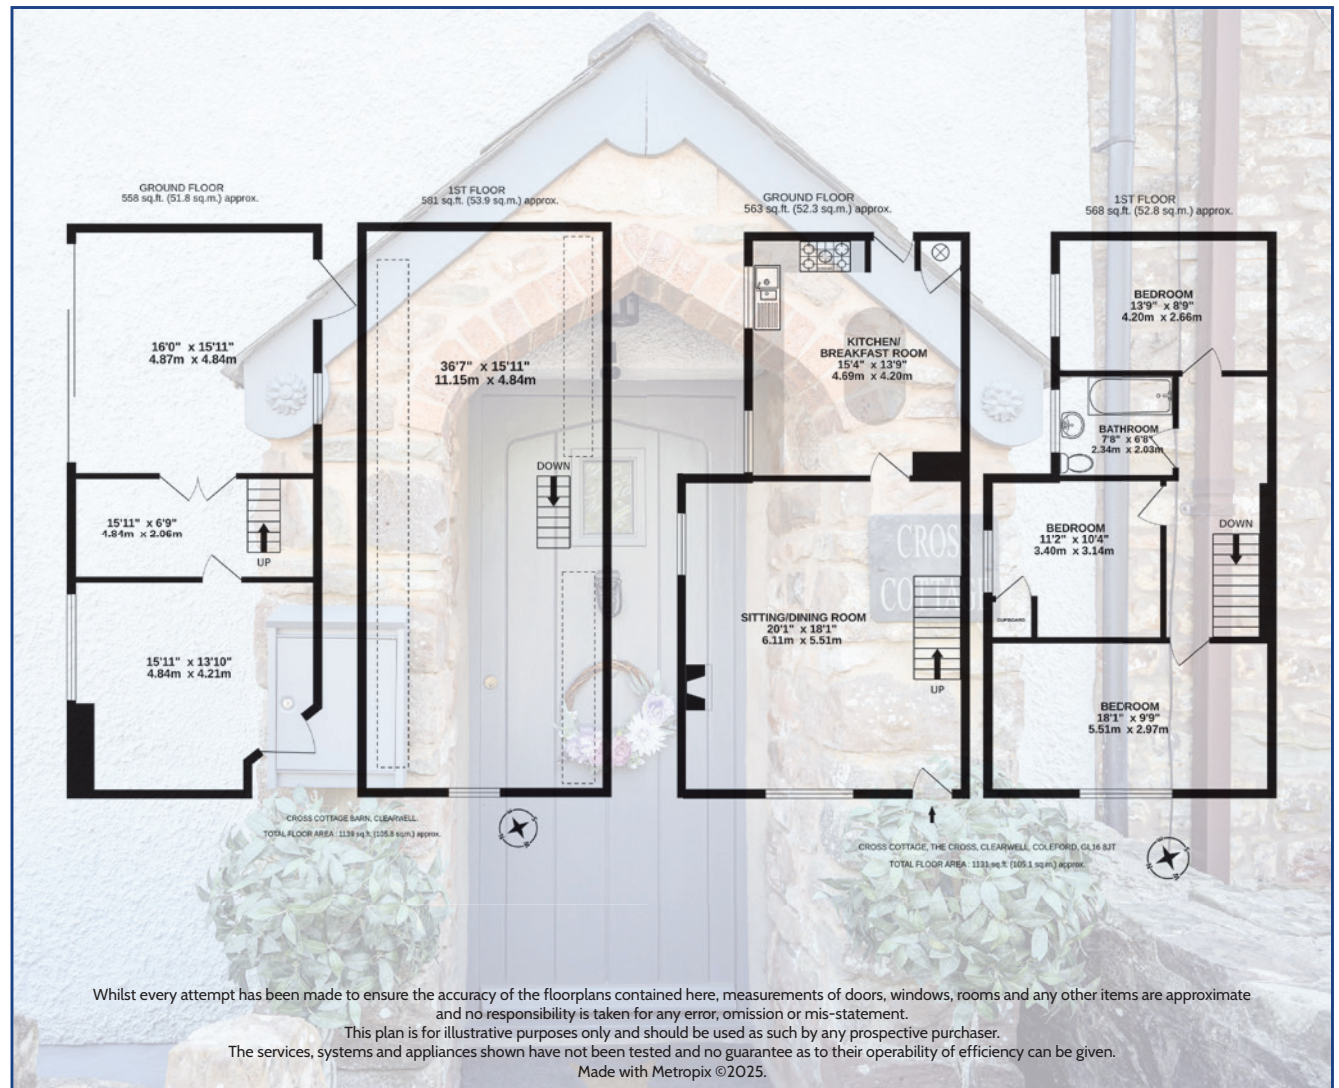 GROUND FLOOR
558 sq.ft. (51.8 sq.m.) approx.
16'0" x 15'11"
4.87m x 4.84m
15'11" x 6'9"
4.84m x 2.06m
UP
15'11" x 13'10"
4.84m x 4.21m
1ST FLOOR
581 sq.ft. (53.9 sq.m.) approx.
36'7" x 15'11"
11.15m x 4.84m
DOWN
CROSS COTTAGE BARN, CLEARWELL
TOTAL FLOOR AREA : 1139 sq.ft. (105.8 sq.m.) approx.
GROUND FLOOR
563 sq.ft. (52.3 sq.m.) approx.
KITCHEN/
BREAKFAST ROOM
15'4" x 13'9"
4.69m x 4.20m
CROSS
COTTAGE
SITTING/DINING ROOM
20'1" x 18'1"
6.11m x 5.51m
UP
1ST FLOOR
568 sq.ft. (52.8 sq.m.) approx.
BEDROOM
13'9" x 8'9"
4.20m x 2.66m
BATHROOM
7'8" x 6'8"
2.34m x 2.03m
BEDROOM
11'2" x 10'4"
3.40m x 3.14m
DOWN
CUPBOARD
BEDROOM
18'1" x 9'9"
5.51m x 2.97m
CROSS COTTAGE, THE CROSS, CLEARWELL, COLEFORD, GL16 8JT
TOTAL FLOOR AREA : 1131 sq.ft. (105.1 sq.m.) approx.
Whilst every attempt has been made to ensure the accuracy of the floorplans contained here, measurements of doors, windows, rooms and any other items are approximate
and no responsibility is taken for any error, omission or mis-statement.
This plan is for illustrative purposes only and should be used as such by any prospective purchaser.
The services, systems and appliances shown have not been tested and no guarantee as to their operability of efficiency can be given.
Made with Metropix ©2025.